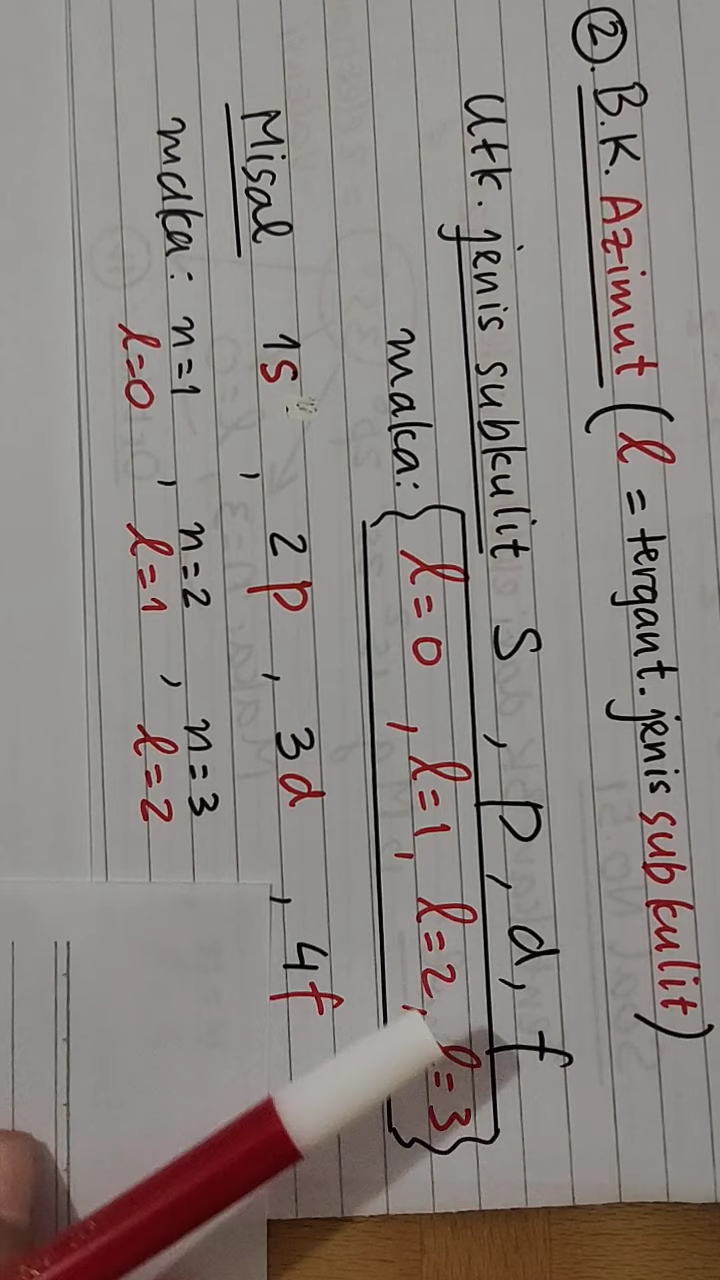 2. B.K. Azimut (l = tergant. jenis subkulit)
Utk. jenis subkulit S, p, d, f
maka: { l=0, l=1, l=2, l=3 }
Misal 1s, 2p, 3d, 4f
maka: n=1, n=2, n=3
l=0, l=1, l=2